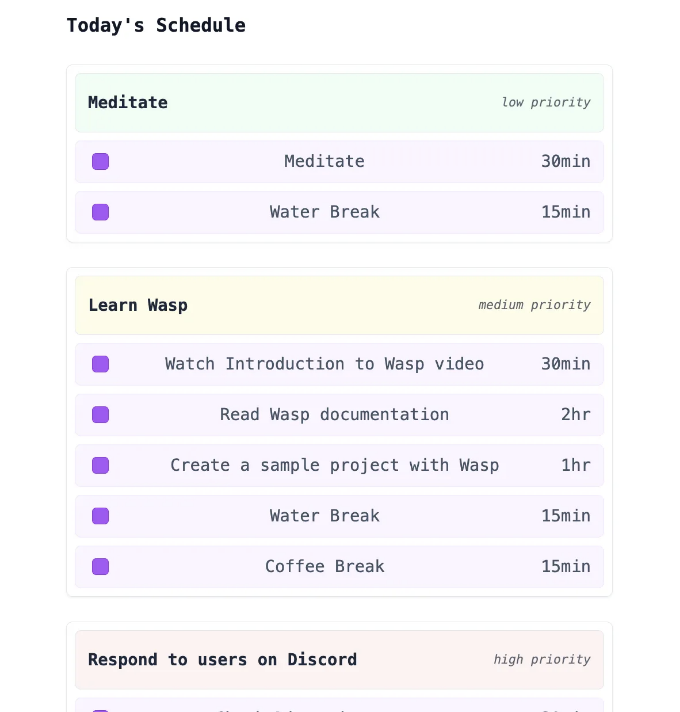 Today's Schedule
Meditate low priority
Meditate 30min
Water Break 15min
Learn Wasp medium priority
Watch Introduction to Wasp video 30min
Read Wasp documentation 2hr
Create a sample project with Wasp 1hr
Water Break 15min
Coffee Break 15min
Respond to users on Discord high priority